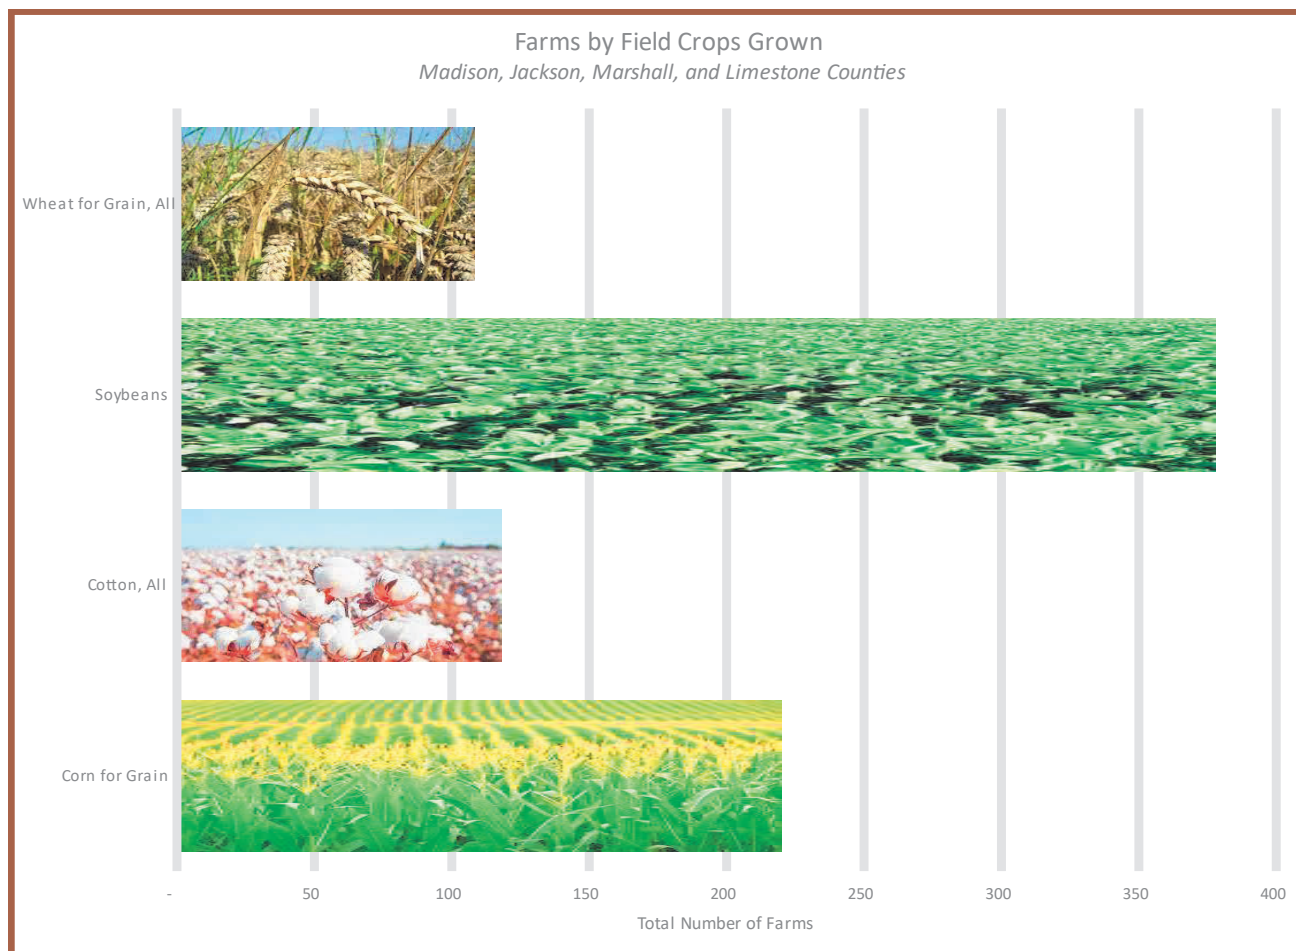 Farms by Field Crops Grown
Madison, Jackson, Marshall, and Limestone Counties
Wheat for Grain, All
Soybeans
Cotton, All
Corn for Grain
- 50 100 150 200 250 300 350 400
Total Number of Farms